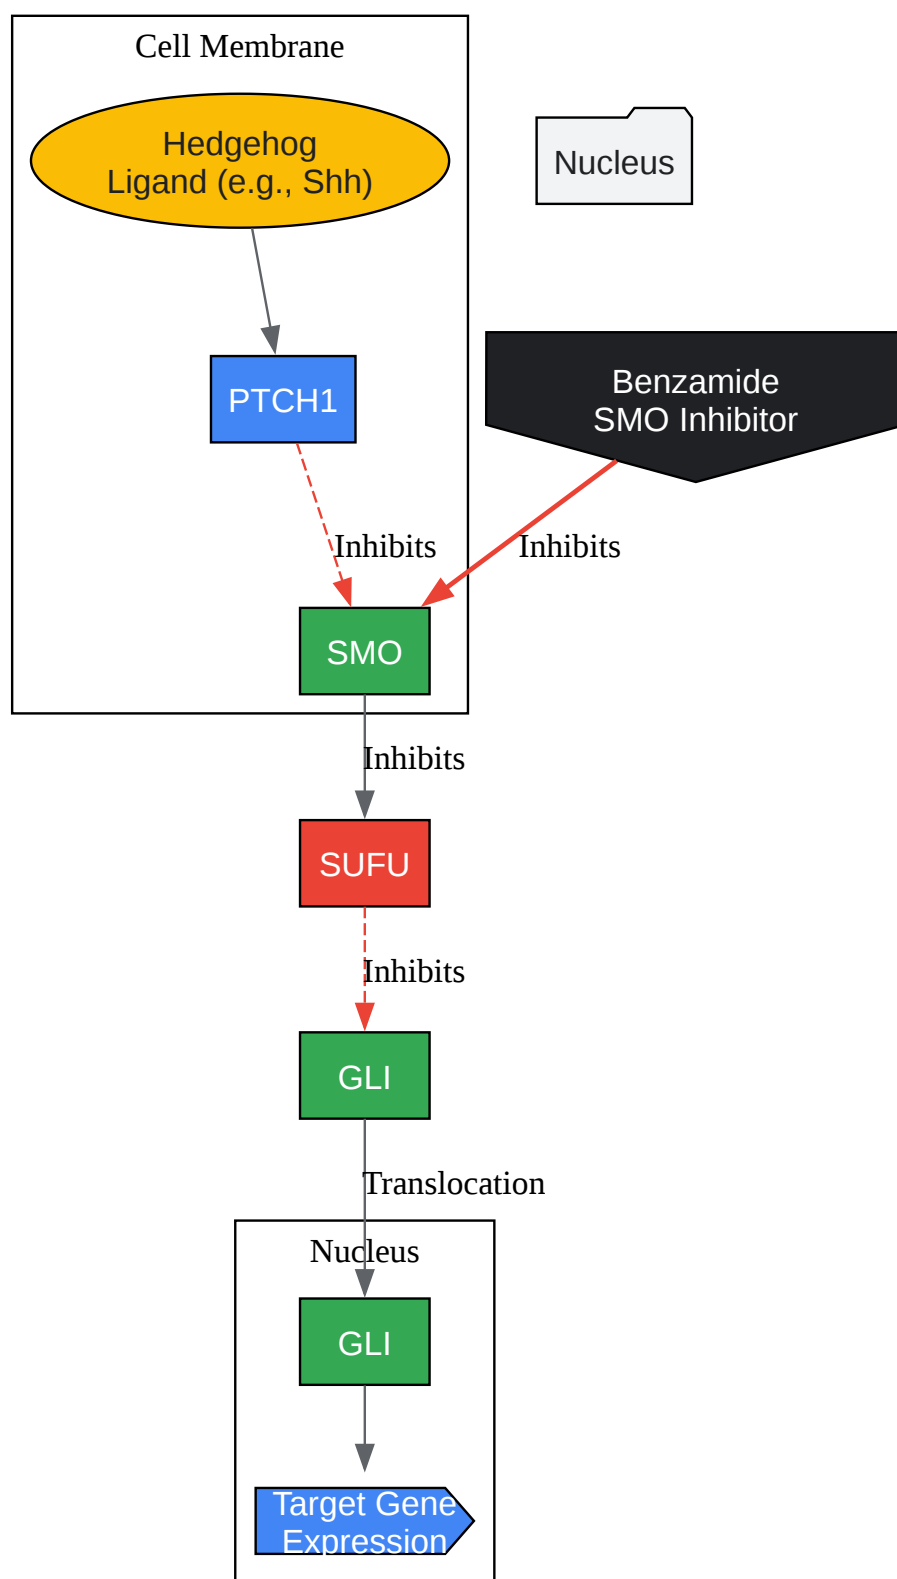 Cell Membrane
Hedgehog
Ligand (e.g., Shh)
Nucleus
PTCH1
Benzamide
SMO Inhibitor
Inhibits
Inhibits
SMO
Inhibits
SUFU
Inhibits
GLI
Translocation
Nucleus
GLI
Target Gene
Expression